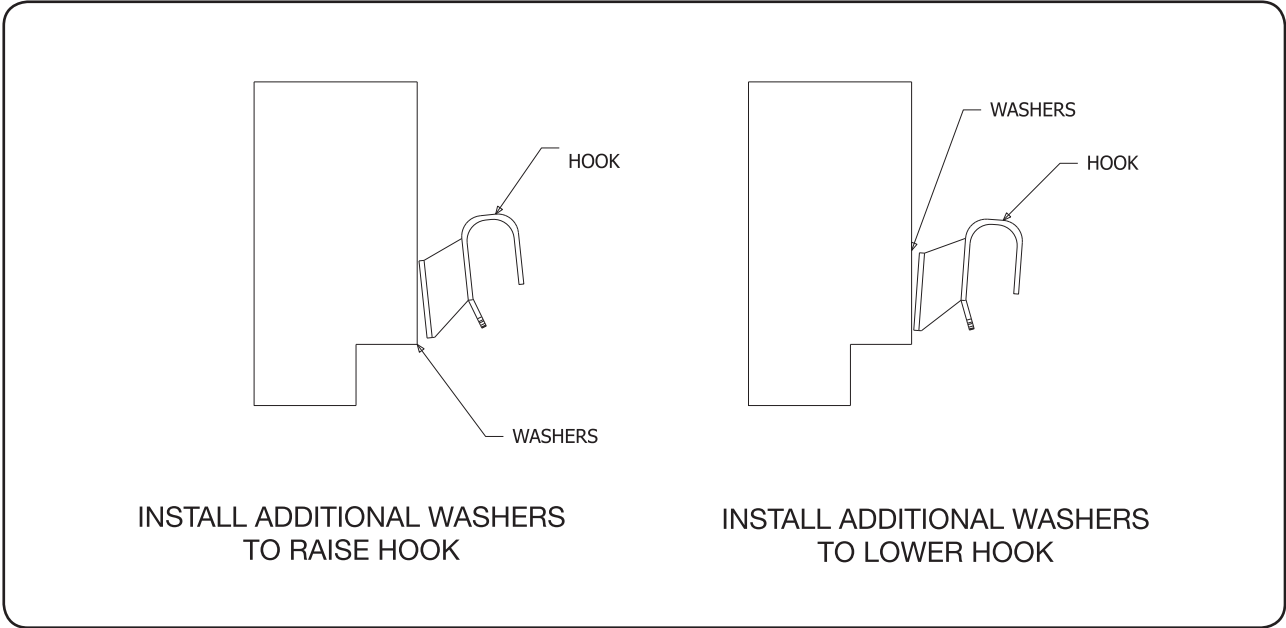 HOOK
WASHERS
INSTALL ADDITIONAL WASHERS
TO RAISE HOOK
WASHERS
HOOK
INSTALL ADDITIONAL WASHERS
TO LOWER HOOK